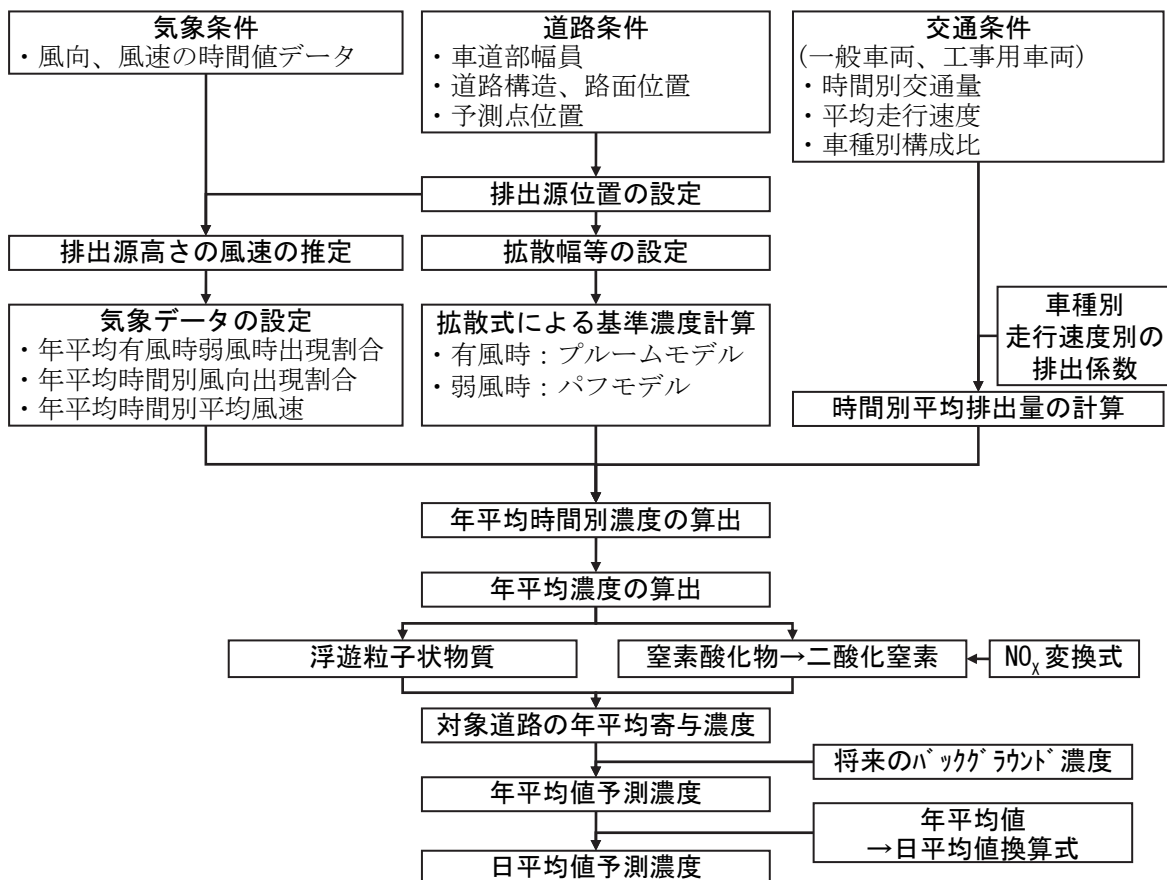 気象条件
・風向、風速の時間値データ
道路条件
・車道部幅員
・道路構造、路面位置
・予測点位置
交通条件
(一般車両、工事用車両)
・時間別交通量
・平均走行速度
・車種別構成比
排出源位置の設定
排出源高さの風速の推定
拡散幅等の設定
気象データの設定
・年平均有風時弱風時出現割合
・年平均時間別風向出現割合
・年平均時間別平均風速
拡散式による基準濃度計算
・有風時：プルームモデル
・弱風時：パフモデル
車種別
走行速度別の
排出係数
時間別平均排出量の計算
年平均時間別濃度の算出
年平均濃度の算出
浮遊粒子状物質
窒素酸化物→二酸化窒素
NOX変換式
対象道路の年平均寄与濃度
将来のﾊﾞｯｸｸﾞﾗｳﾝﾄﾞ濃度
年平均値予測濃度
年平均値
→日平均値換算式
日平均値予測濃度